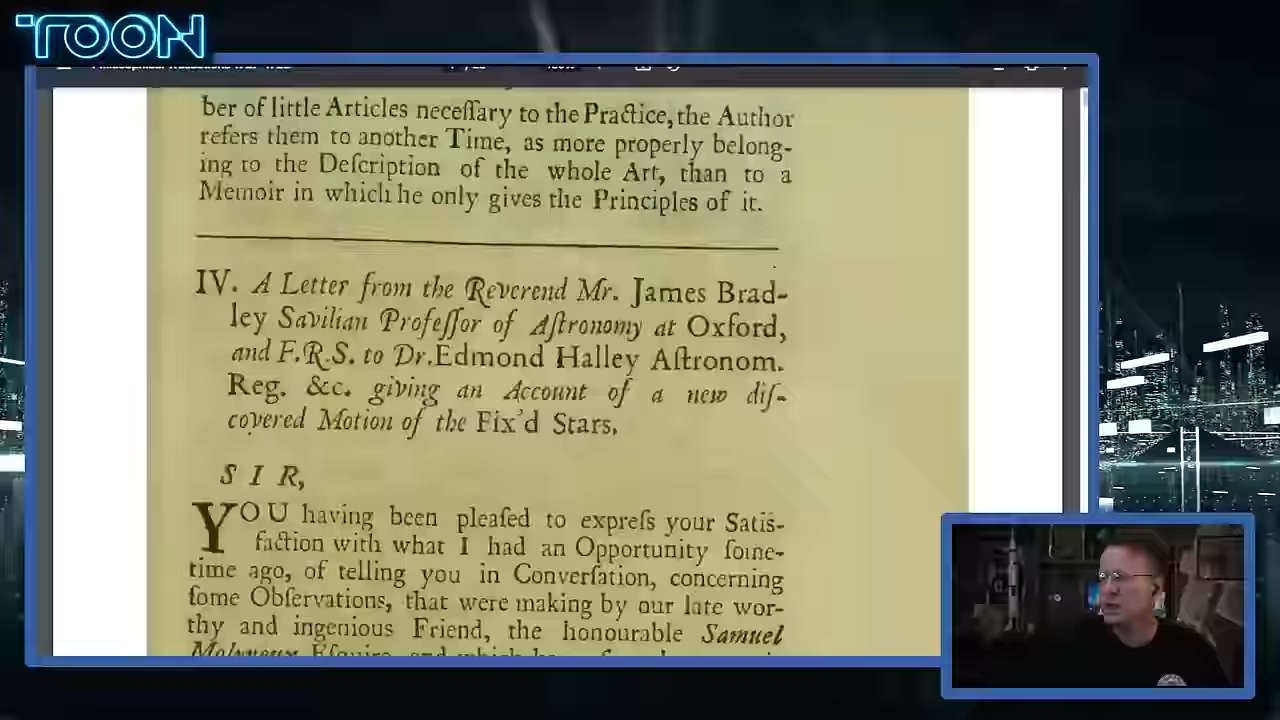 TOON
ber of little Articles neceſſary to the Practice, the Author
refers them to another Time, as more properly belong-
ing to the Deſcription of the whole Art, than to a
Memoir in which he only gives the Principles of it.
IV. A Letter from the Reverend Mr. James Brad-
ley Savilian Profeſſor of Aſtronomy at Oxford,
and F.R.S. to Dr. Edmond Halley Aſtronom.
Reg. &c. giving an Account of a new diſ-
covered Motion of the Fix'd Stars.
SIR,
YOU having been pleaſed to expreſs your Satiſ-
faction with what I had an Opportunity ſome-
time ago, of telling you in Converſation, concerning
ſome Obſervations, that were making by our late wor-
thy and ingenious Friend, the honourable Samuel
Molyneux Eſquire, and which